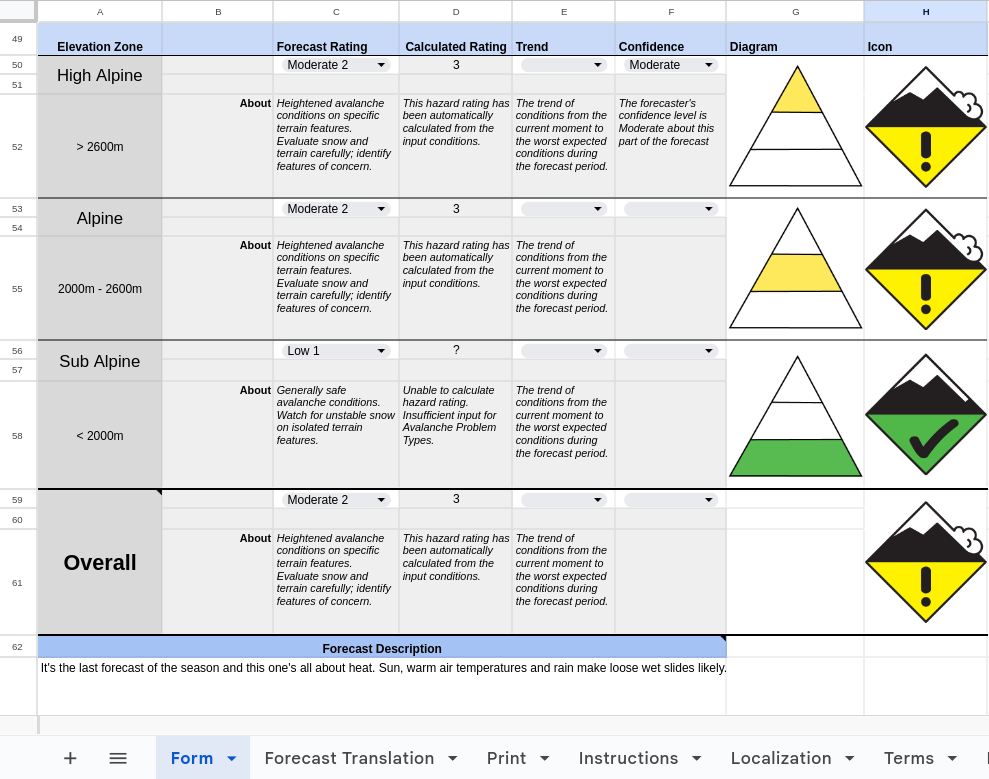 A B C D E F G H
49 Elevation Zone Forecast Rating Calculated Rating Trend Confidence Diagram Icon
50 High Alpine Moderate 2 3 Moderate
51
52 > 2600m About
Heightened avalanche
conditions on specific
terrain features.
Evaluate snow and
terrain carefully; identify
features of concern.
This hazard rating has
been automatically
calculated from the
input conditions.
The trend of
conditions from the
current moment to
the worst expected
conditions during
the forecast period.
The forecaster's
confidence level is
Moderate about this
part of the forecast
53 Alpine Moderate 2 3
54
55 2000m - 2600m About
Heightened avalanche
conditions on specific
terrain features.
Evaluate snow and
terrain carefully; identify
features of concern.
This hazard rating has
been automatically
calculated from the
input conditions.
The trend of
conditions from the
current moment to
the worst expected
conditions during
the forecast period.
56 Sub Alpine Low 1 ?
57
58 < 2000m About
Generally safe
avalanche conditions.
Watch for unstable snow
on isolated terrain
features.
Unable to calculate
hazard rating.
Insufficient input for
Avalanche Problem
Types.
The trend of
conditions from the
current moment to
the worst expected
conditions during
the forecast period.
59 Moderate 2 3
60
61 Overall About
Heightened avalanche
conditions on specific
terrain features.
Evaluate snow and
terrain carefully; identify
features of concern.
This hazard rating has
been automatically
calculated from the
input conditions.
The trend of
conditions from the
current moment to
the worst expected
conditions during
the forecast period.
62 Forecast Description
It's the last forecast of the season and this one's all about heat. Sun, warm air temperatures and rain make loose wet slides likely.
Form Forecast Translation Print Instructions Localization Terms